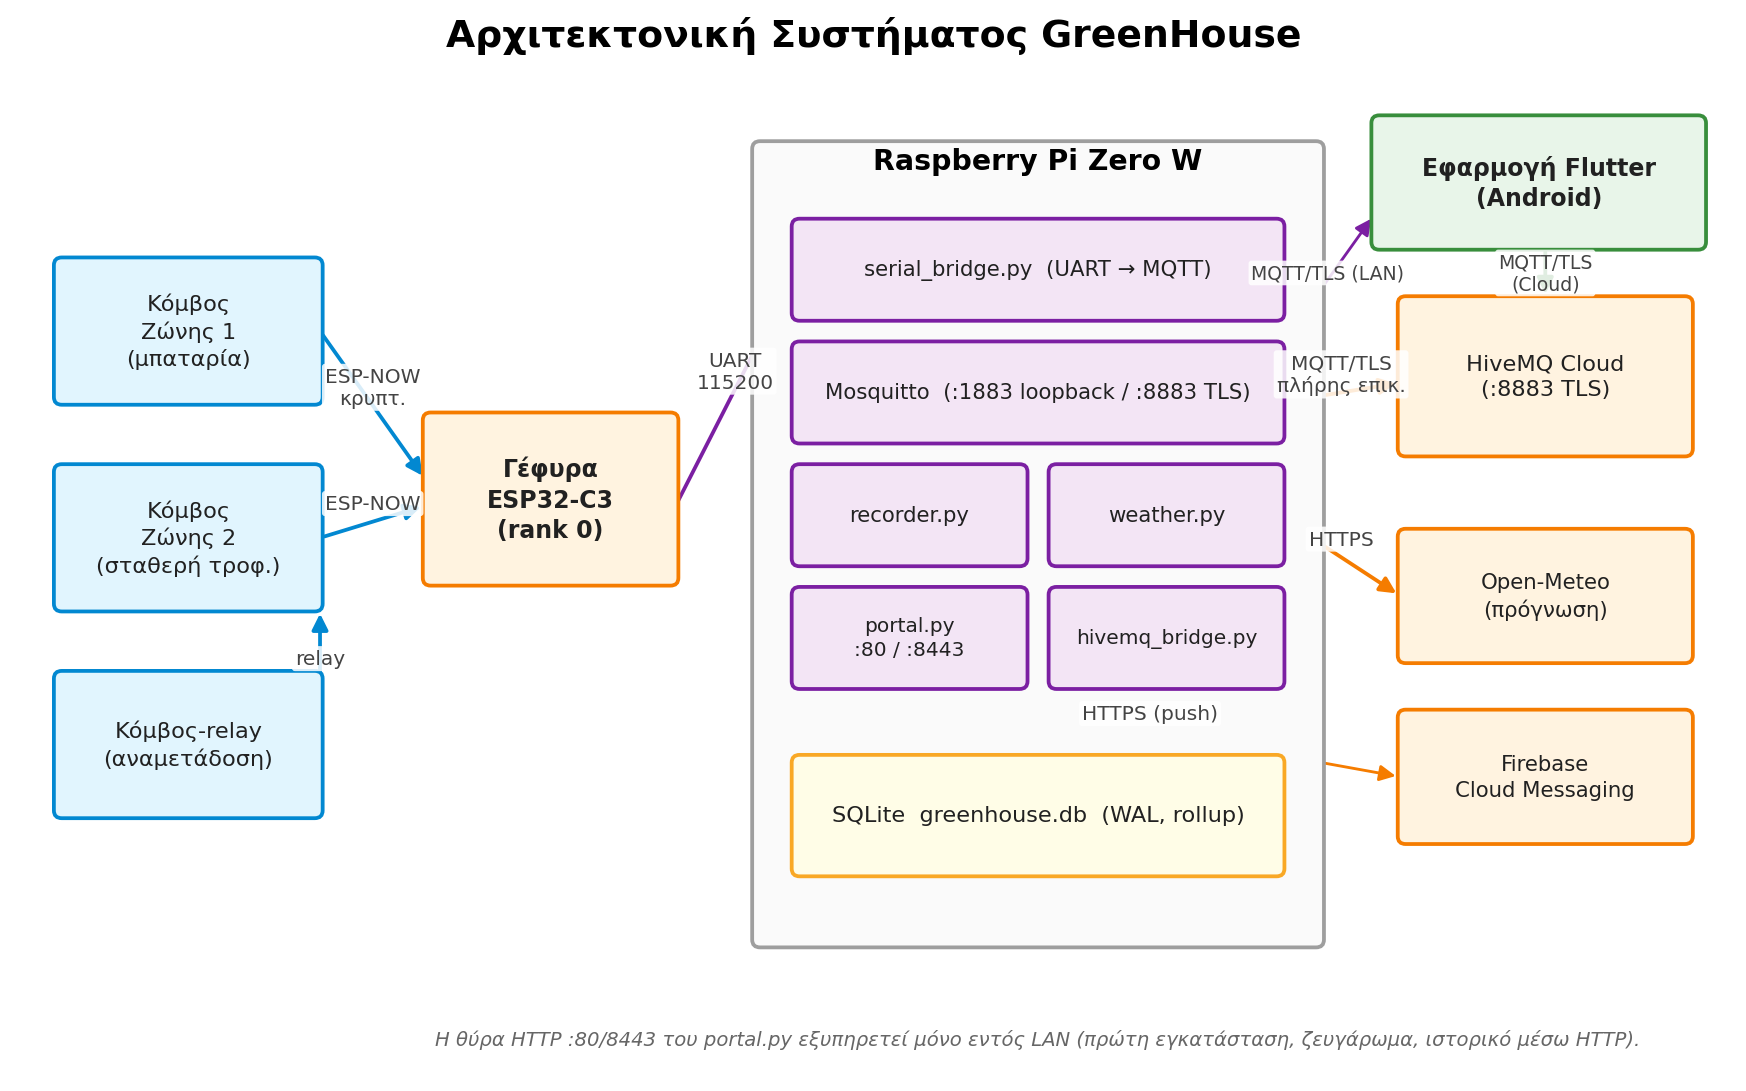 Αρχιτεκτονική Συστήματος GreenHouse
Κόμβος
Ζώνης 1
(μπαταρία)
ESP-NOW
κρυπτ.
Κόμβος
Ζώνης 2
(σταθερή τροφ.)
ESP-NOW
relay
Κόμβος-relay
(αναμετάδοση)
Γέφυρα
ESP32-C3
(rank 0)
UART
115200
Raspberry Pi Zero W
serial_bridge.py (UART → MQTT)
Mosquitto (:1883 loopback / :8883 TLS)
recorder.py
weather.py
portal.py
:80 / :8443
hivemq_bridge.py
HTTPS (push)
SQLite greenhouse.db (WAL, rollup)
MQTT/TLS (LAN)
Εφαρμογή Flutter
(Android)
MQTT/TLS
(Cloud)
MQTT/TLS
πλήρης επικ.
HiveMQ Cloud
(:8883 TLS)
HTTPS
Open-Meteo
(πρόγνωση)
Firebase
Cloud Messaging
Η θύρα HTTP :80/8443 του portal.py εξυπηρετεί μόνο εντός LAN (πρώτη εγκατάσταση, ζευγάρωμα, ιστορικό μέσω HTTP).